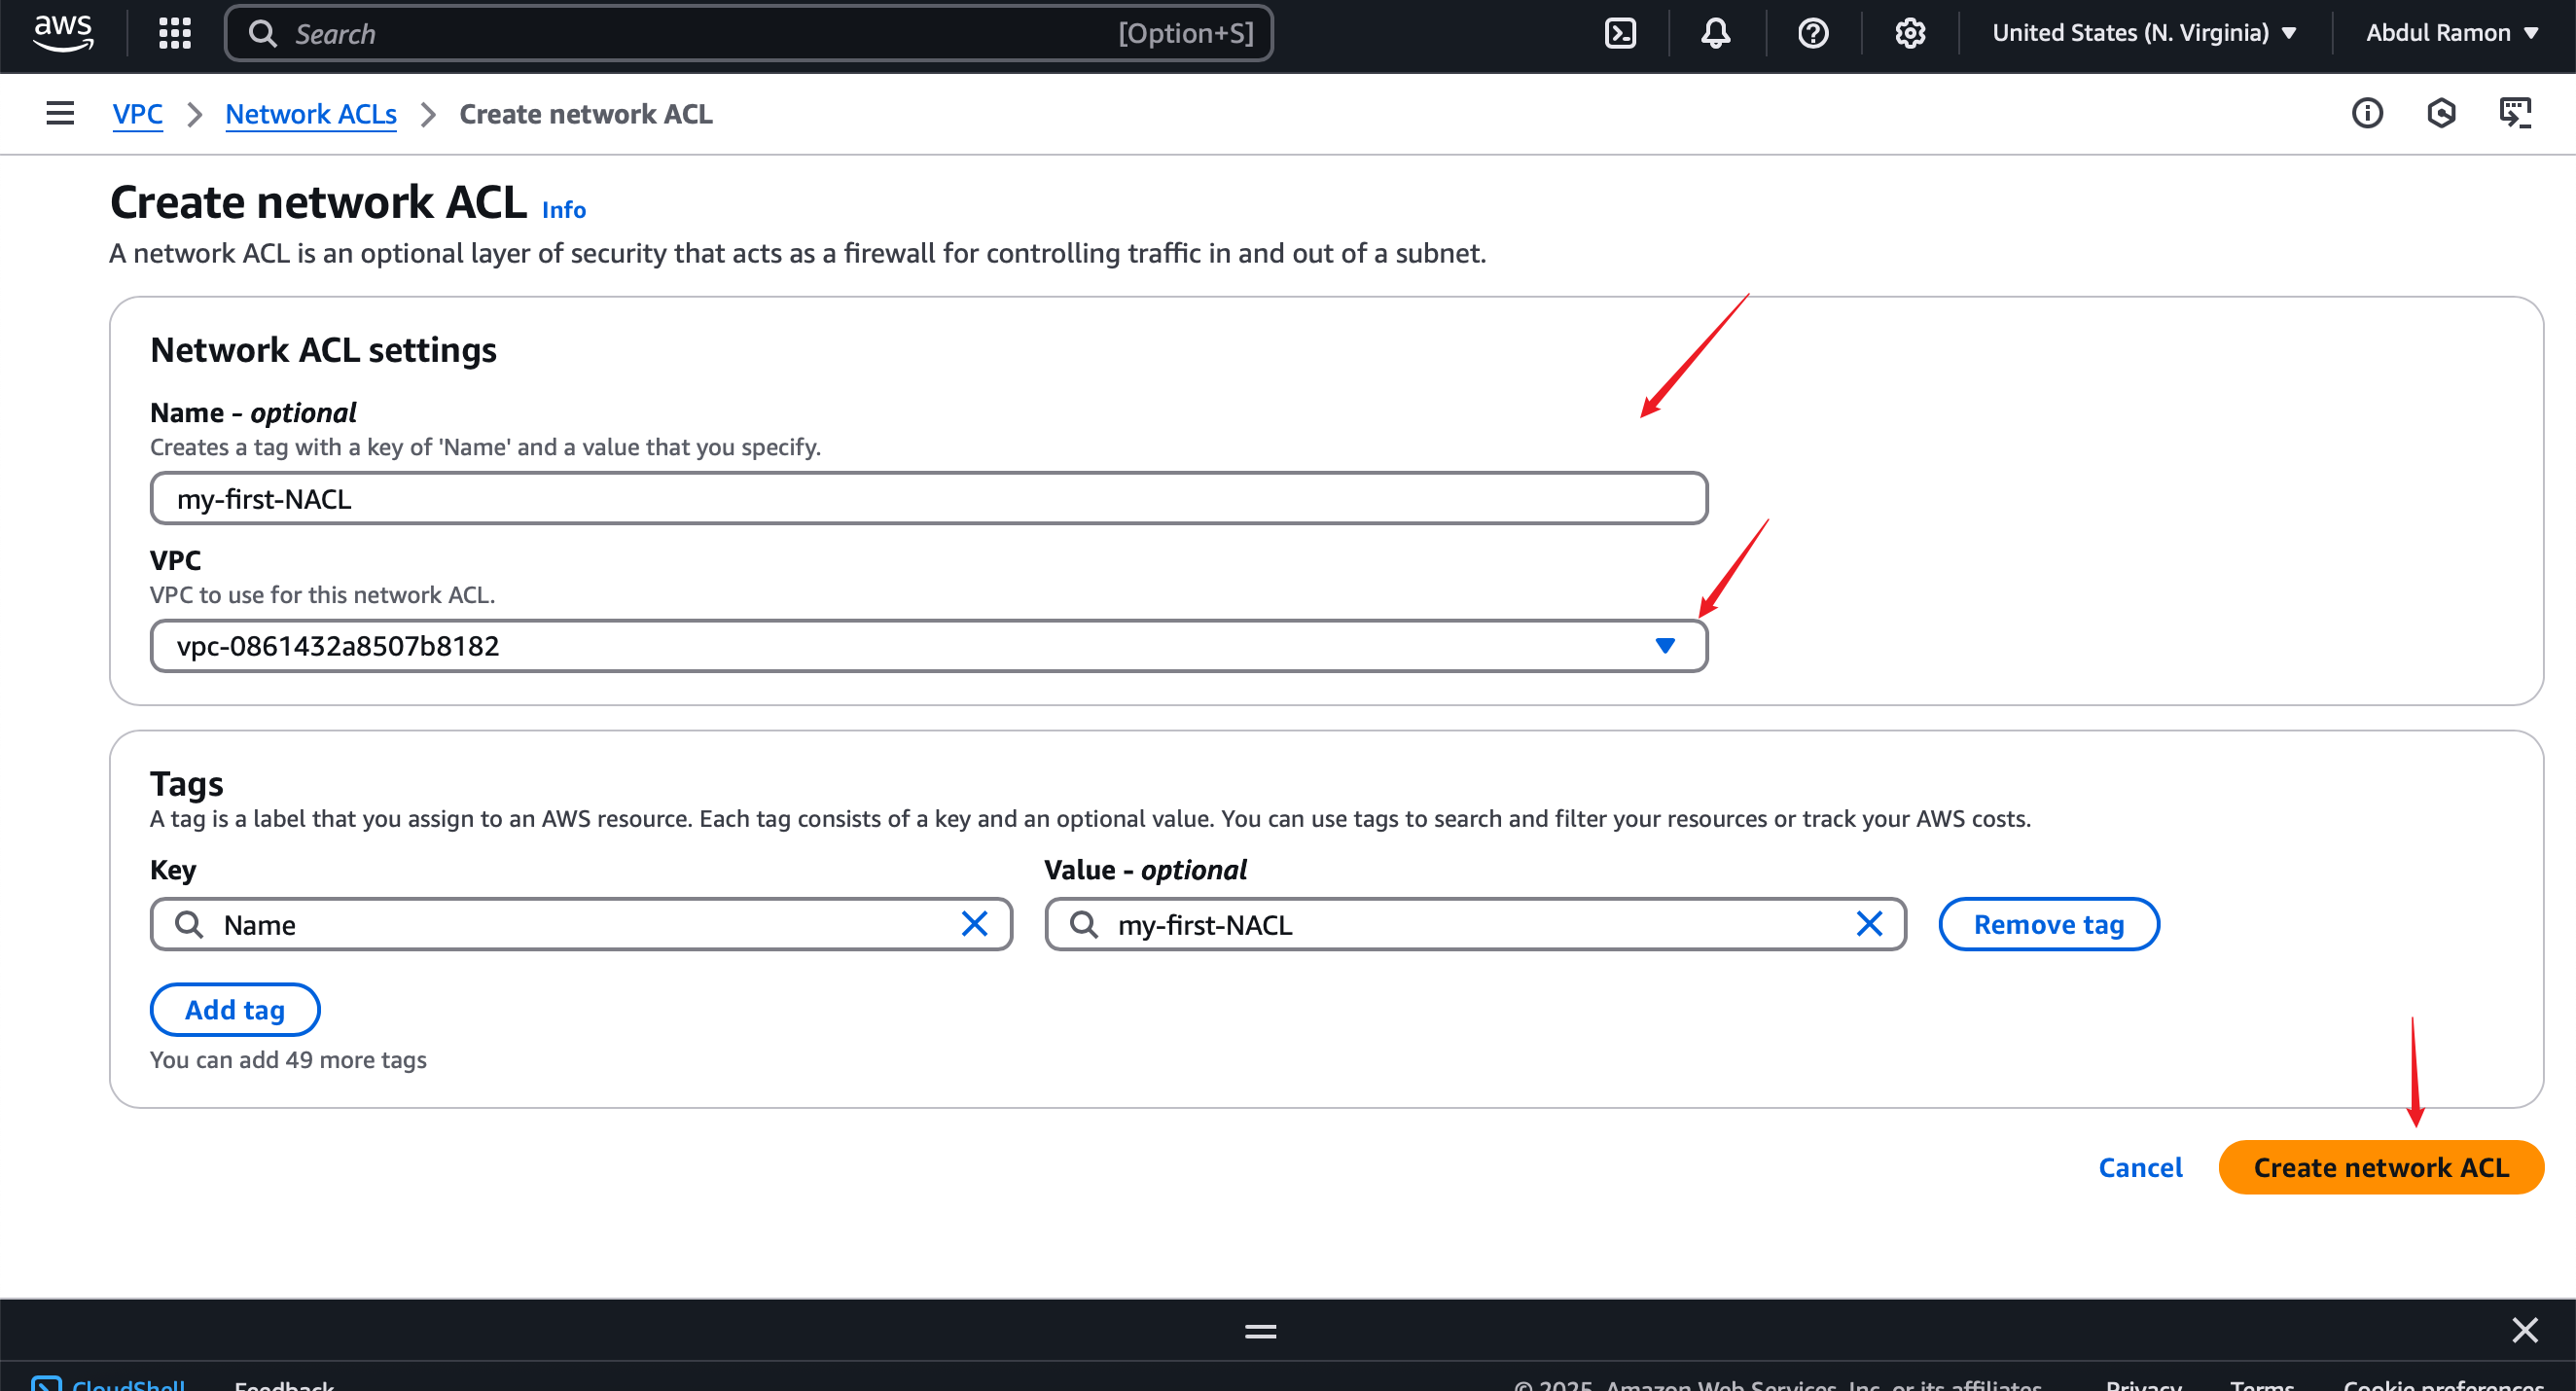 aws
Search [Option+S]
United States (N. Virginia) Abdul Ramon
VPC Network ACLs Create network ACL
Create network ACL Info
A network ACL is an optional layer of security that acts as a firewall for controlling traffic in and out of a subnet.
Network ACL settings
Name - optional
Creates a tag with a key of 'Name' and a value that you specify.
my-first-NACL
VPC
VPC to use for this network ACL.
vpc-0861432a8507b8182
Tags
A tag is a label that you assign to an AWS resource. Each tag consists of a key and an optional value. You can use tags to search and filter your resources or track your AWS costs.
Key Value - optional
Name my-first-NACL Remove tag
Add tag
You can add 49 more tags
Cancel Create network ACL
CloudShell Feedback © 2025, Amazon Web Services, Inc. or its affiliates. Privacy Terms Cookie preferences